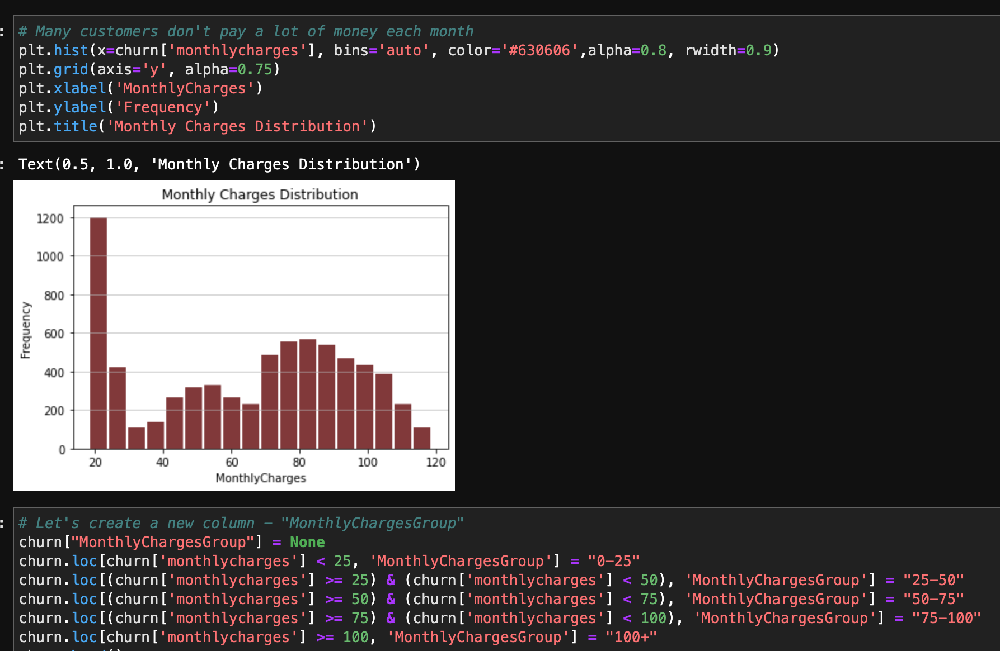 # Many customers don't pay a lot of money each month
plt.hist(x=churn['monthlycharges'], bins='auto', color='#630606',alpha=0.8, rwidth=0.9)
plt.grid(axis='y', alpha=0.75)
plt.xlabel('MonthlyCharges')
plt.ylabel('Frequency')
plt.title('Monthly Charges Distribution')
Text(0.5, 1.0, 'Monthly Charges Distribution')
Monthly Charges Distribution
1200
1000
800
600
400
200
0
Frequency
20 40 60 80 100 120
MonthlyCharges
# Let's create a new column – "MonthlyChargesGroup"
churn["MonthlyChargesGroup"] = None
churn.loc[churn['monthlycharges'] < 25, 'MonthlyChargesGroup'] = "0–25"
churn.loc[(churn['monthlycharges'] >= 25) & (churn['monthlycharges'] < 50), 'MonthlyChargesGroup'] = "25–50"
churn.loc[(churn['monthlycharges'] >= 50) & (churn['monthlycharges'] < 75), 'MonthlyChargesGroup'] = "50–75"
churn.loc[(churn['monthlycharges'] >= 75) & (churn['monthlycharges'] < 100), 'MonthlyChargesGroup'] = "75–100"
churn.loc[churn['monthlycharges'] >= 100, 'MonthlyChargesGroup'] = "100+"